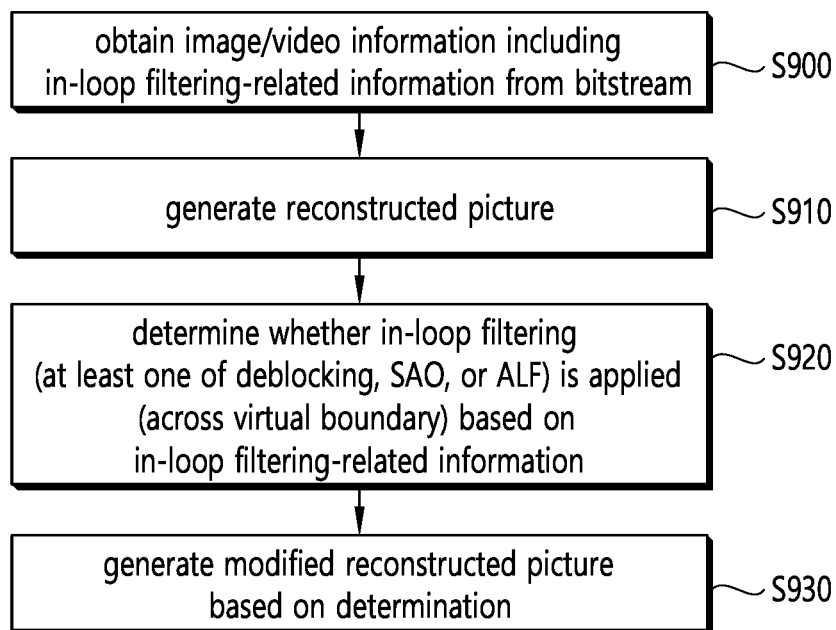 obtain image/video information including
in-loop filtering-related information from bitstream
S900
generate reconstructed picture
S910
determine whether in-loop filtering
(at least one of deblocking, SAO, or ALF) is applied
(across virtual boundary) based on
in-loop filtering-related information
S920
generate modified reconstructed picture
based on determination
S930